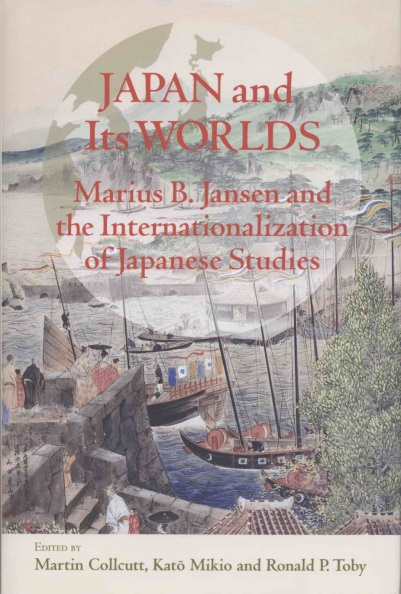 JAPAN and
Its WORLDS
Marius B. Jansen and
the Internationalization
of Japanese Studies
EDITED BY
Martin Collcutt, Katō Mikio and Ronald P. Toby